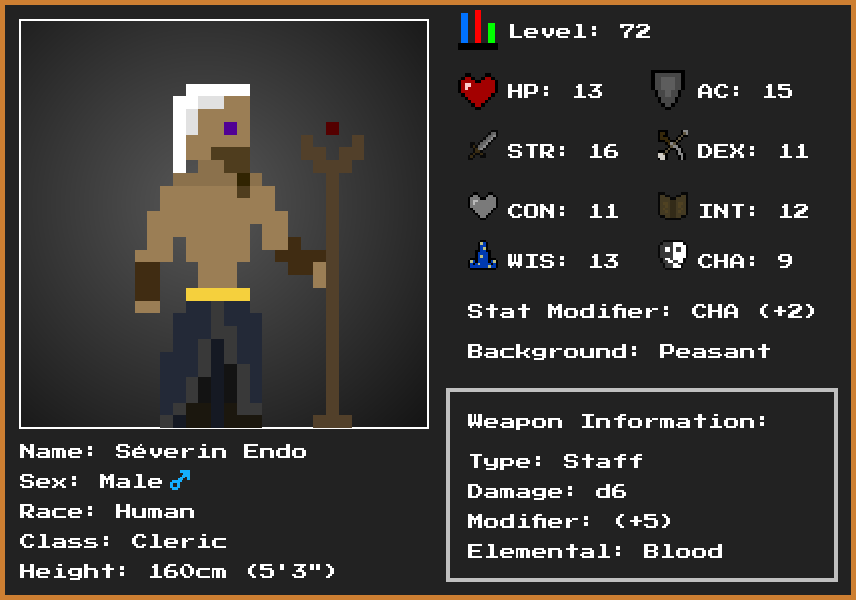 Level: 72
HP: 13 AC: 15
STR: 16 DEX: 11
CON: 11 INT: 12
WIS: 13 CHA: 9
Stat Modifier: CHA (+2)
Background: Peasant
Weapon Information:
Type: Staff
Damage: d6
Modifier: (+5)
Elemental: Blood
Name: Séverin Endo
Sex: Male♂
Race: Human
Class: Cleric
Height: 160cm (5'3")